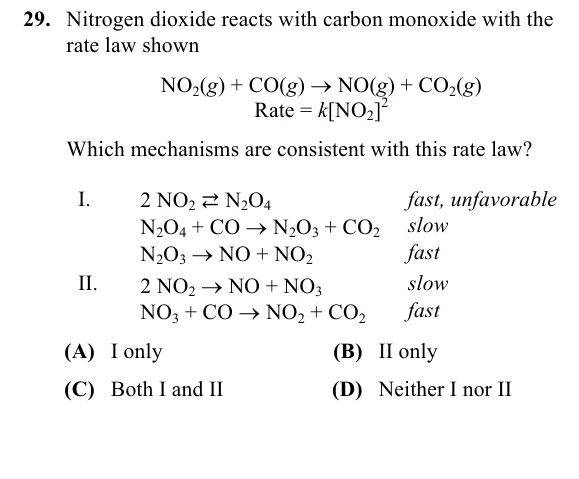 29. Nitrogen dioxide reacts with carbon monoxide with the
rate law shown
NO₂(g) + CO(g) → NO(g) + CO₂(g)
Rate = k[NO₂]²
Which mechanisms are consistent with this rate law?
I. 2 NO₂ ⇄ N₂O₄ fast, unfavorable
N₂O₄ + CO → N₂O₃ + CO₂ slow
N₂O₃ → NO + NO₂ fast
II. 2 NO₂ → NO + NO₃ slow
NO₃ + CO → NO₂ + CO₂ fast
(A) I only (B) II only
(C) Both I and II (D) Neither I nor II